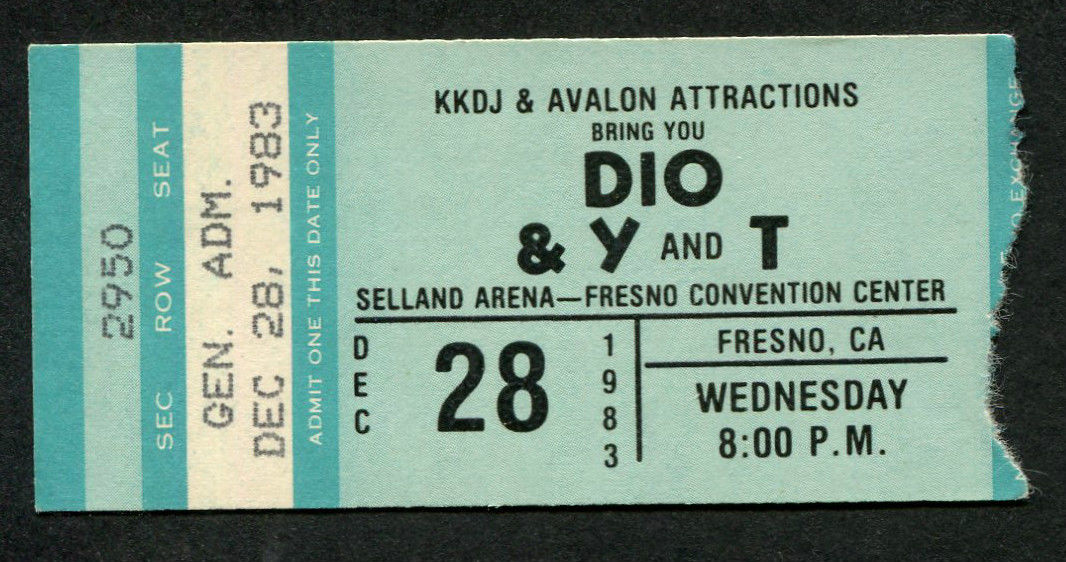 2950
SEC ROW SEAT
GEN. ADM.
DEC 28, 1983
ADMIT ONE THIS DATE ONLY
KKDJ & AVALON ATTRACTIONS
BRING YOU
DIO
& Y AND T
SELLAND ARENA—FRESNO CONVENTION CENTER
DEC
28
1983
FRESNO, CA
WEDNESDAY
8:00 P.M.